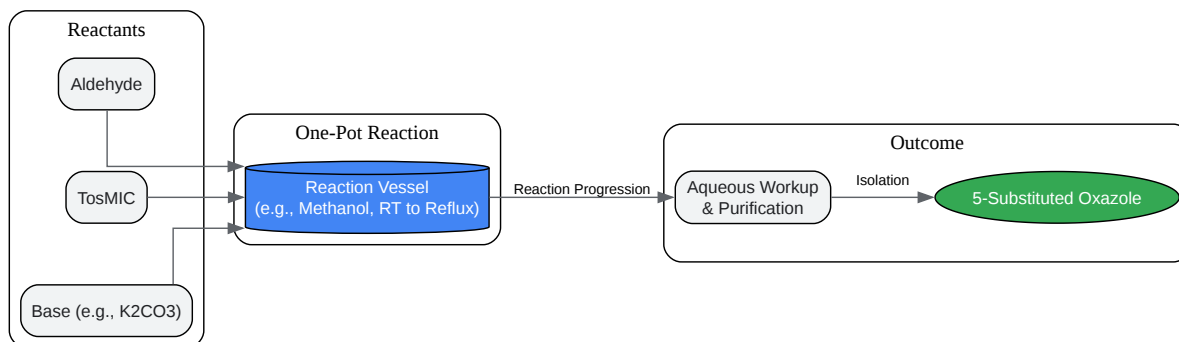 Reactants
Aldehyde
TosMIC
Base (e.g., K2CO3)
One-Pot Reaction
Reaction Vessel
(e.g., Methanol, RT to Reflux)
Reaction Progression
Outcome
Aqueous Workup
& Purification
Isolation
5-Substituted Oxazole